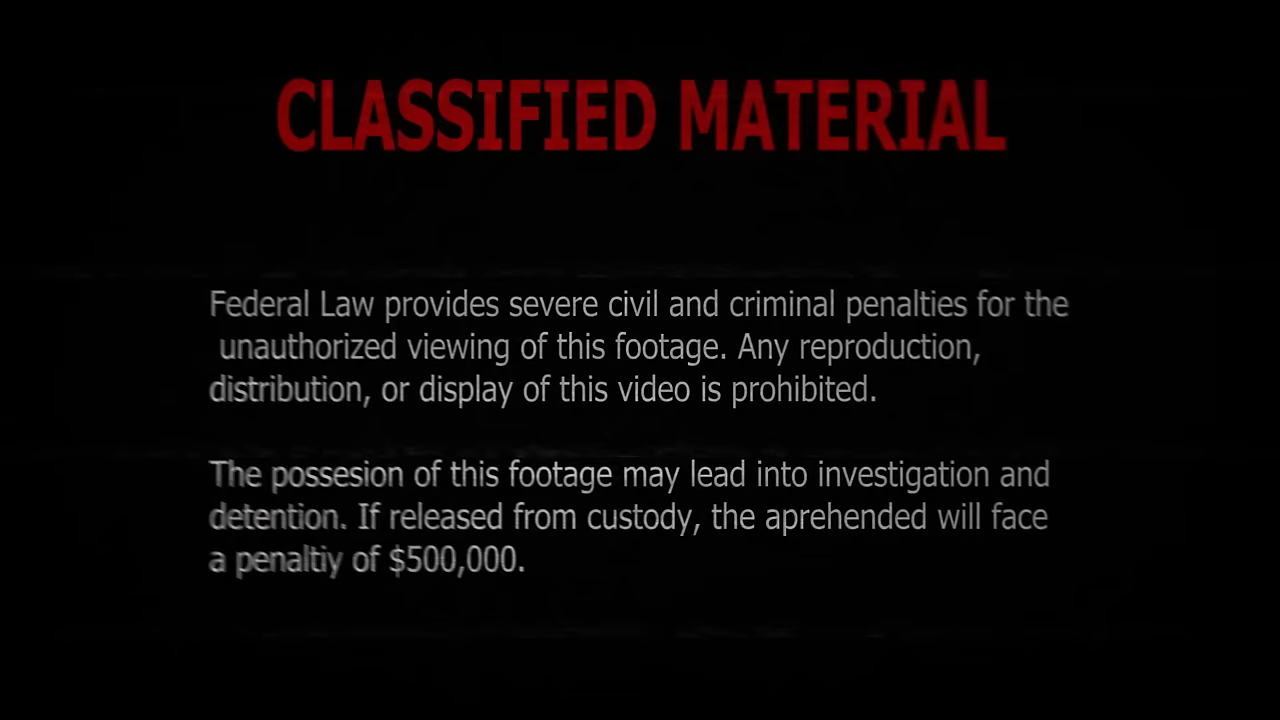 CLASSIFIED MATERIAL
Federal Law provides severe civil and criminal penalties for the
unauthorized viewing of this footage. Any reproduction,
distribution, or display of this video is prohibited.
The possesion of this footage may lead into investigation and
detention. If released from custody, the aprehended will face
a penaltiy of $500,000.